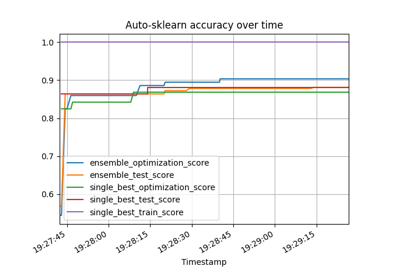 Auto-sklearn accuracy over time
1.0
0.9
0.8
0.7
0.6
ensemble_optimization_score
ensemble_test_score
single_best_optimization_score
single_best_test_score
single_best_train_score
19:27:45
19:28:00
19:28:15
19:28:30
19:28:45
19:29:00
19:29:15
Timestamp